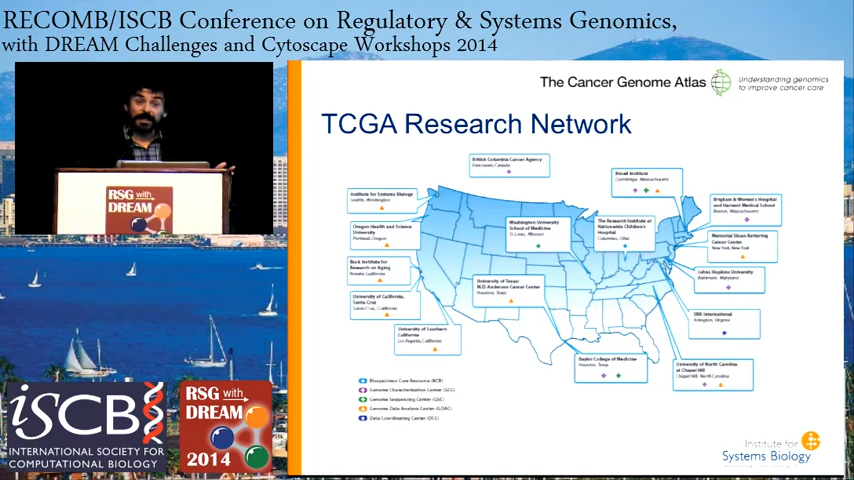 RECOMB/ISCB Conference on Regulatory & Systems Genomics,
with DREAM Challenges and Cytoscape Workshops 2014
The Cancer Genome Atlas
Understanding genomics
to improve cancer care
TCGA Research Network
British Columbia Cancer Agency
Vancouver, Canada
Broad Institute
Cambridge, Massachusetts
Institute for Systems Biology
Seattle, Washington
Brigham & Women's Hospital
and Harvard Medical School
Boston, Massachusetts
Oregon Health and Science
University
Portland, Oregon
Washington University
School of Medicine
St. Louis, Missouri
The Research Institute at
Nationwide Children's
Hospital
Columbus, Ohio
Memorial Sloan-Kettering
Cancer Center
New York, New York
Buck Institute for
Research on Aging
Novato, California
Johns Hopkins University
Baltimore, Maryland
University of California,
Santa Cruz
Santa Cruz, California
University of Texas
M.D. Anderson Cancer Center
Houston, Texas
SRA International
Arlington, Virginia
University of Southern
California
Los Angeles, California
Baylor College of Medicine
Houston, Texas
University of North Carolina
at Chapel Hill
Chapel Hill, North Carolina
Biospecimen Core Resource (BCR)
Genome Characterization Center (GCC)
Genome Sequencing Center (GSC)
Genome Data Analysis Center (GDAC)
Data Coordinating Center (DCC)
RSG with
DREAM
iSCB
INTERNATIONAL SOCIETY FOR
COMPUTATIONAL BIOLOGY
RSG with
DREAM
2014
Institute for
Systems Biology